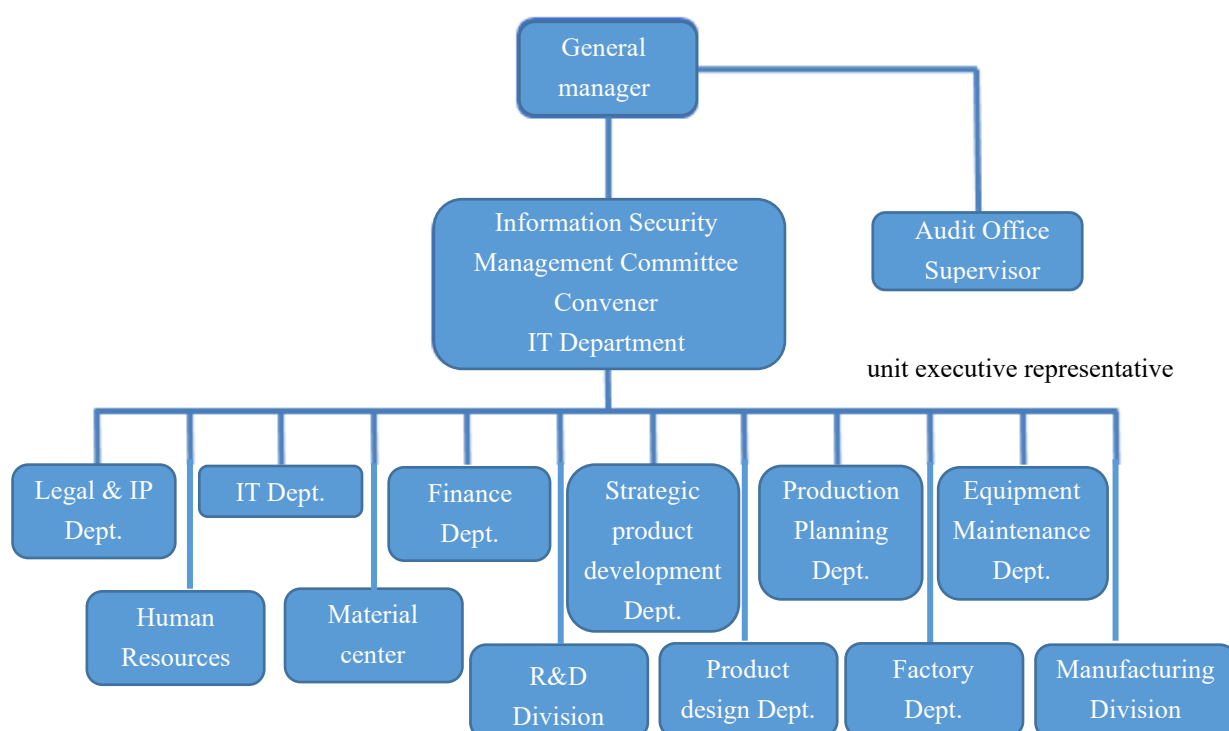 General
manager
Information Security
Management Committee
Convener
IT Department
Audit Office
Supervisor
unit executive representative
Legal & IP
Dept.
IT Dept.
Finance
Dept.
Strategic
product
development
Dept.
Production
Planning
Dept.
Equipment
Maintenance
Dept.
Human
Resources
Material
center
R&D
Division
Product
design Dept.
Factory
Dept.
Manufacturing
Division